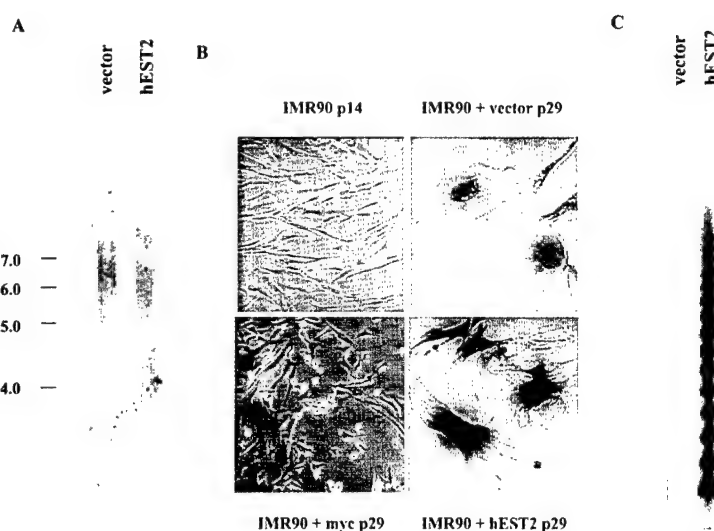 A
vector
hEST2
B
C
vector
hEST2
IMR90 p14
IMR90 + vector p29
7.0
6.0
5.0
4.0
IMR90 + myc p29
IMR90 + hEST2 p29